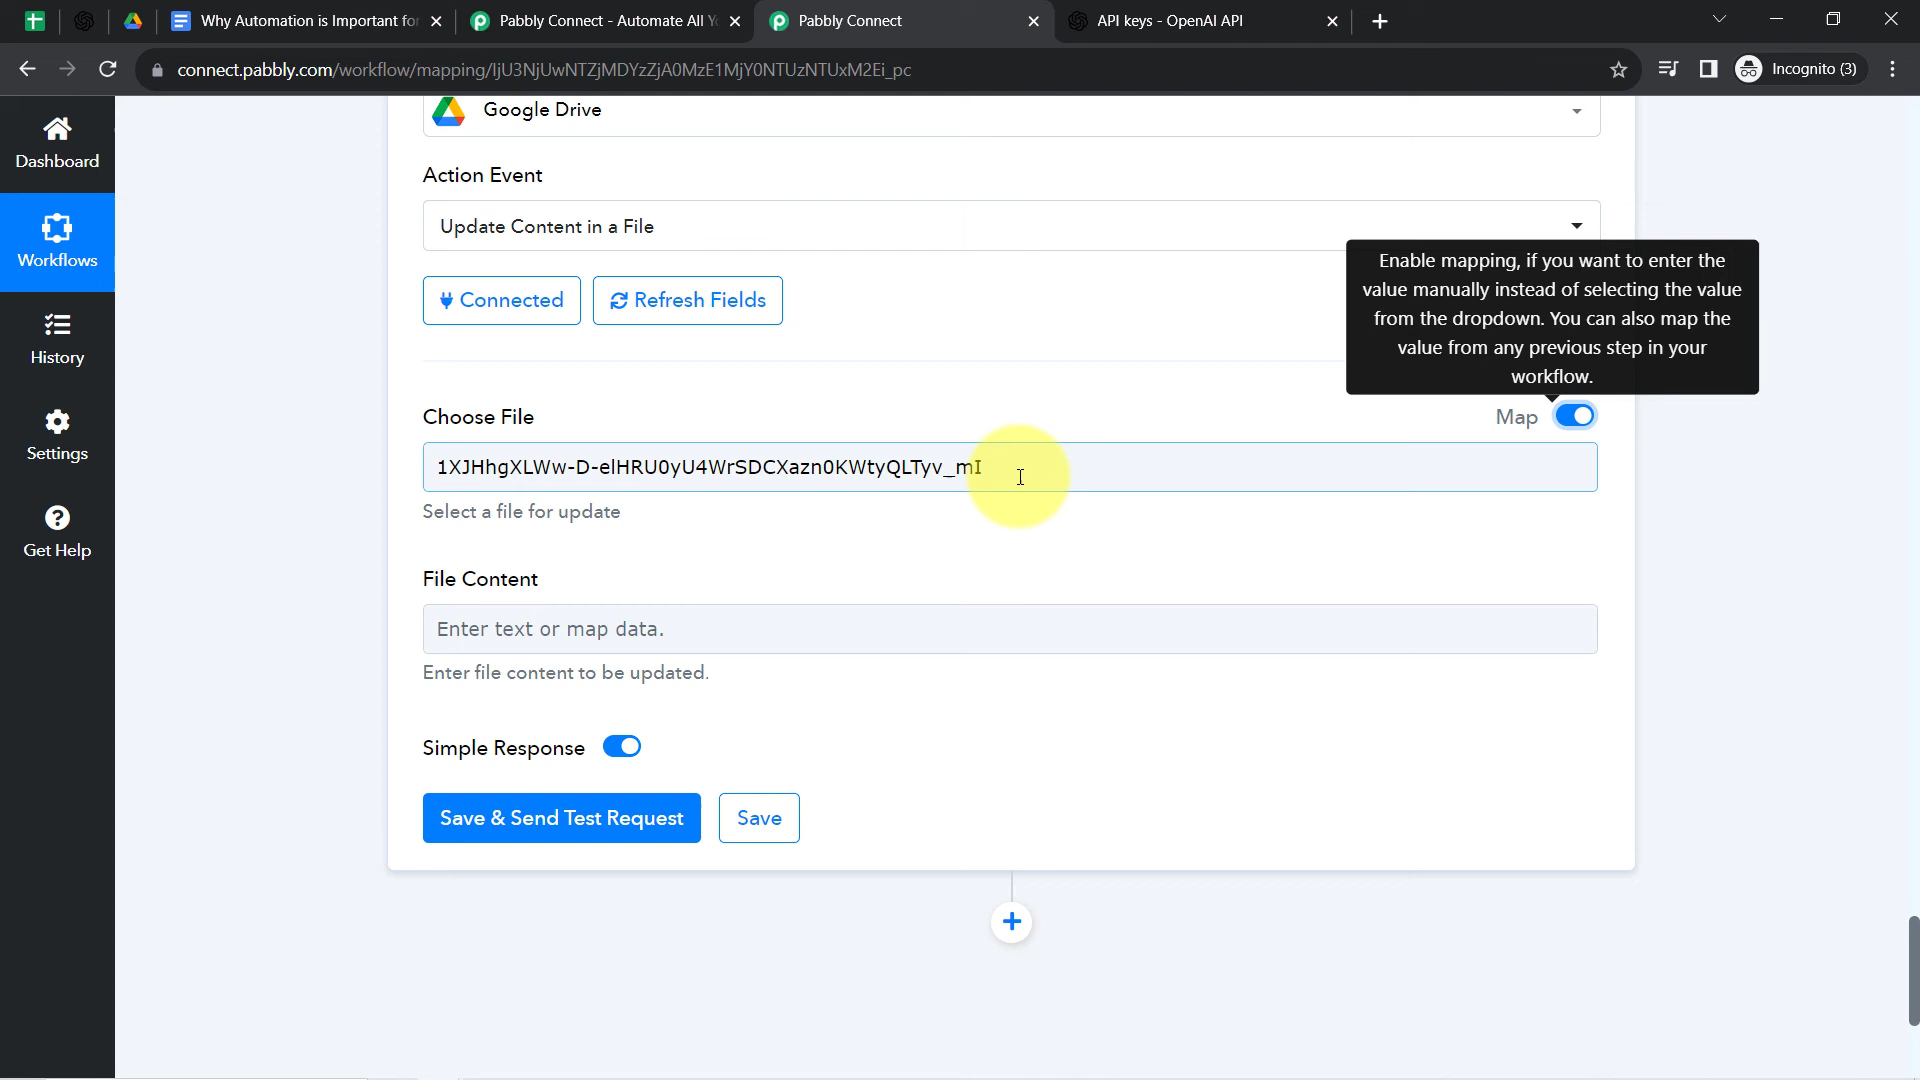 Why Automation is Important for
Pabbly Connect - Automate All Y
Pabbly Connect
API keys - OpenAI API
connect.pabbly.com/workflow/mapping/IjU3NjUwNTZjMDYzZjA0MzE1MjY0NTUzNTUxM2Ei_pc
Incognito (3)
Dashboard
Workflows
History
Settings
Get Help
Google Drive
Action Event
Update Content in a File
Connected
Refresh Fields
Enable mapping, if you want to enter the
value manually instead of selecting the value
from the dropdown. You can also map the
value from any previous step in your
workflow.
Choose File
Map
1XJHhgXLWw-D-elHRU0yU4WrSDCXazn0KWtyQLTyv_mI
Select a file for update
File Content
Enter text or map data.
Enter file content to be updated.
Simple Response
Save & Send Test Request
Save